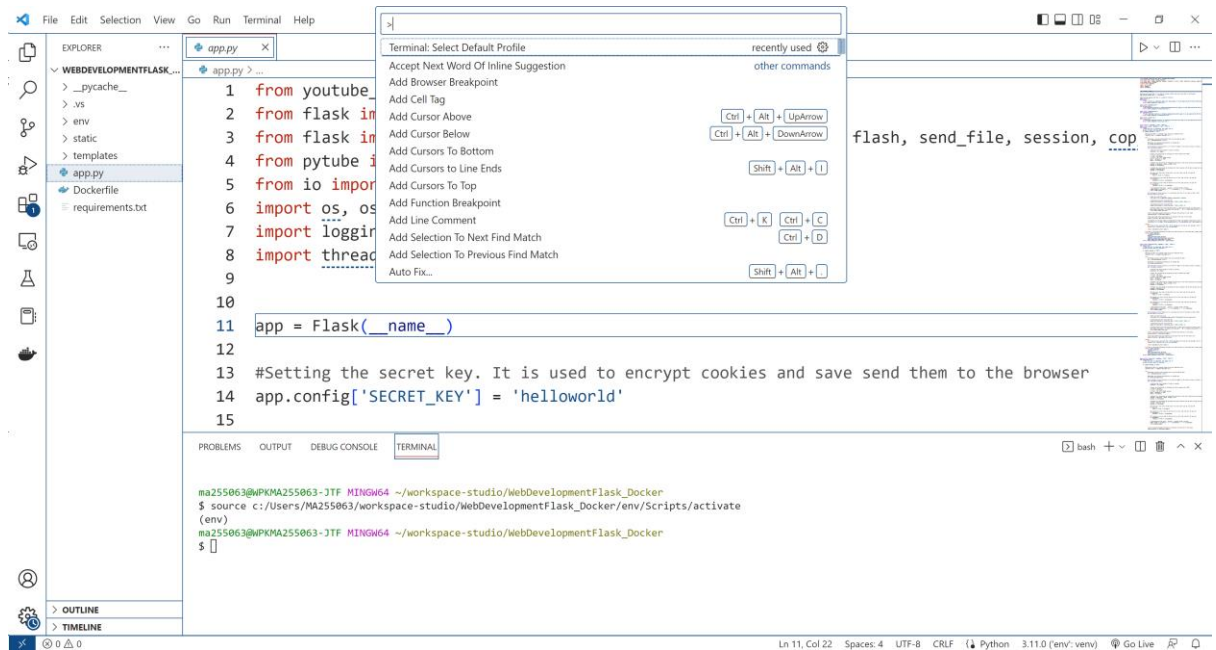 File Edit Selection View Go Run Terminal Help
>
Terminal: Select Default Profile recently used
Accept Next Word Of Inline Suggestion other commands
Add Browser Breakpoint
Add Cell Tag
Add Cursor Above Ctrl + Alt + UpArrow
Add Cursor Below Ctrl + Alt + DownArrow
Add Cursors To Bottom
Add Cursors to Line Ends Shift + Alt + I
Add Cursors To Top
Add Function Breakpoint
Add Line Comment Ctrl + K Ctrl + C
Add Selection To Next Find Match Ctrl + D
Add Selection To Previous Find Match
Auto Fix... Shift + Alt + .
EXPLORER ...
WEBDEVELOPMENTFLASK_...
> _pycache_
> .vs
> env
> static
> templates
app.py
Dockerfile
requirements.txt
> OUTLINE
> TIMELINE
app.py ×
app.py > ...
1 from youtube_
2 from flask im
3 from flask im flash, send_file, session, cop
4 from pytube i
5 from io impor
6 import os, os
7 import loggin
8 import thread
9
10
11 app = Flask(__name__)
12
13 #Setting the secret key. It is used to encrypt cookies and save send them to the browser
14 app.config['SECRET_KEY'] = 'helloworld'
15
PROBLEMS OUTPUT DEBUG CONSOLE TERMINAL bash
ma255063@WPKMA255063-JTF MINGW64 ~/workspace-studio/WebDevelopmentFlask_Docker
$ source c:/Users/MA255063/workspace-studio/WebDevelopmentFlask_Docker/env/Scripts/activate
(env)
ma255063@WPKMA255063-JTF MINGW64 ~/workspace-studio/WebDevelopmentFlask_Docker
$
0 0 Ln 11, Col 22 Spaces: 4 UTF-8 CRLF Python 3.11.0 ('env': venv) Go Live